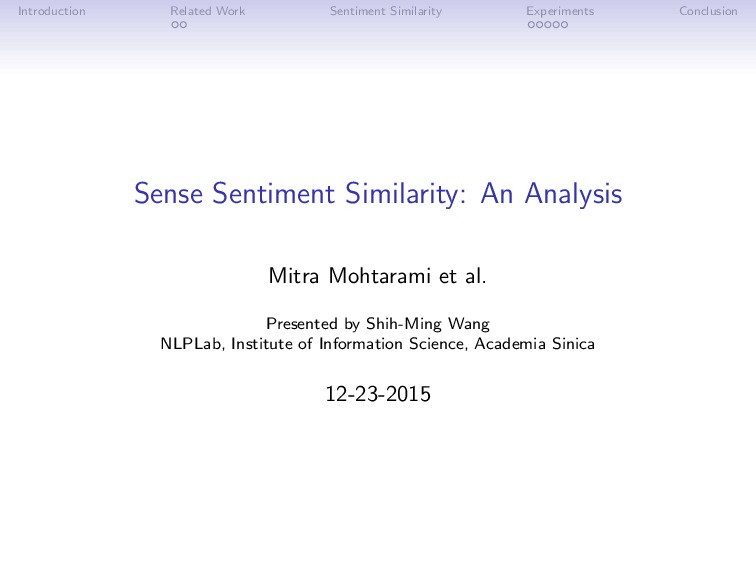 Introduction Related Work Sentiment Similarity Experiments Conclusion
Sense Sentiment Similarity: An Analysis
Mitra Mohtarami et al.
Presented by Shih-Ming Wang
NLPLab, Institute of Information Science, Academia Sinica
12-23-2015